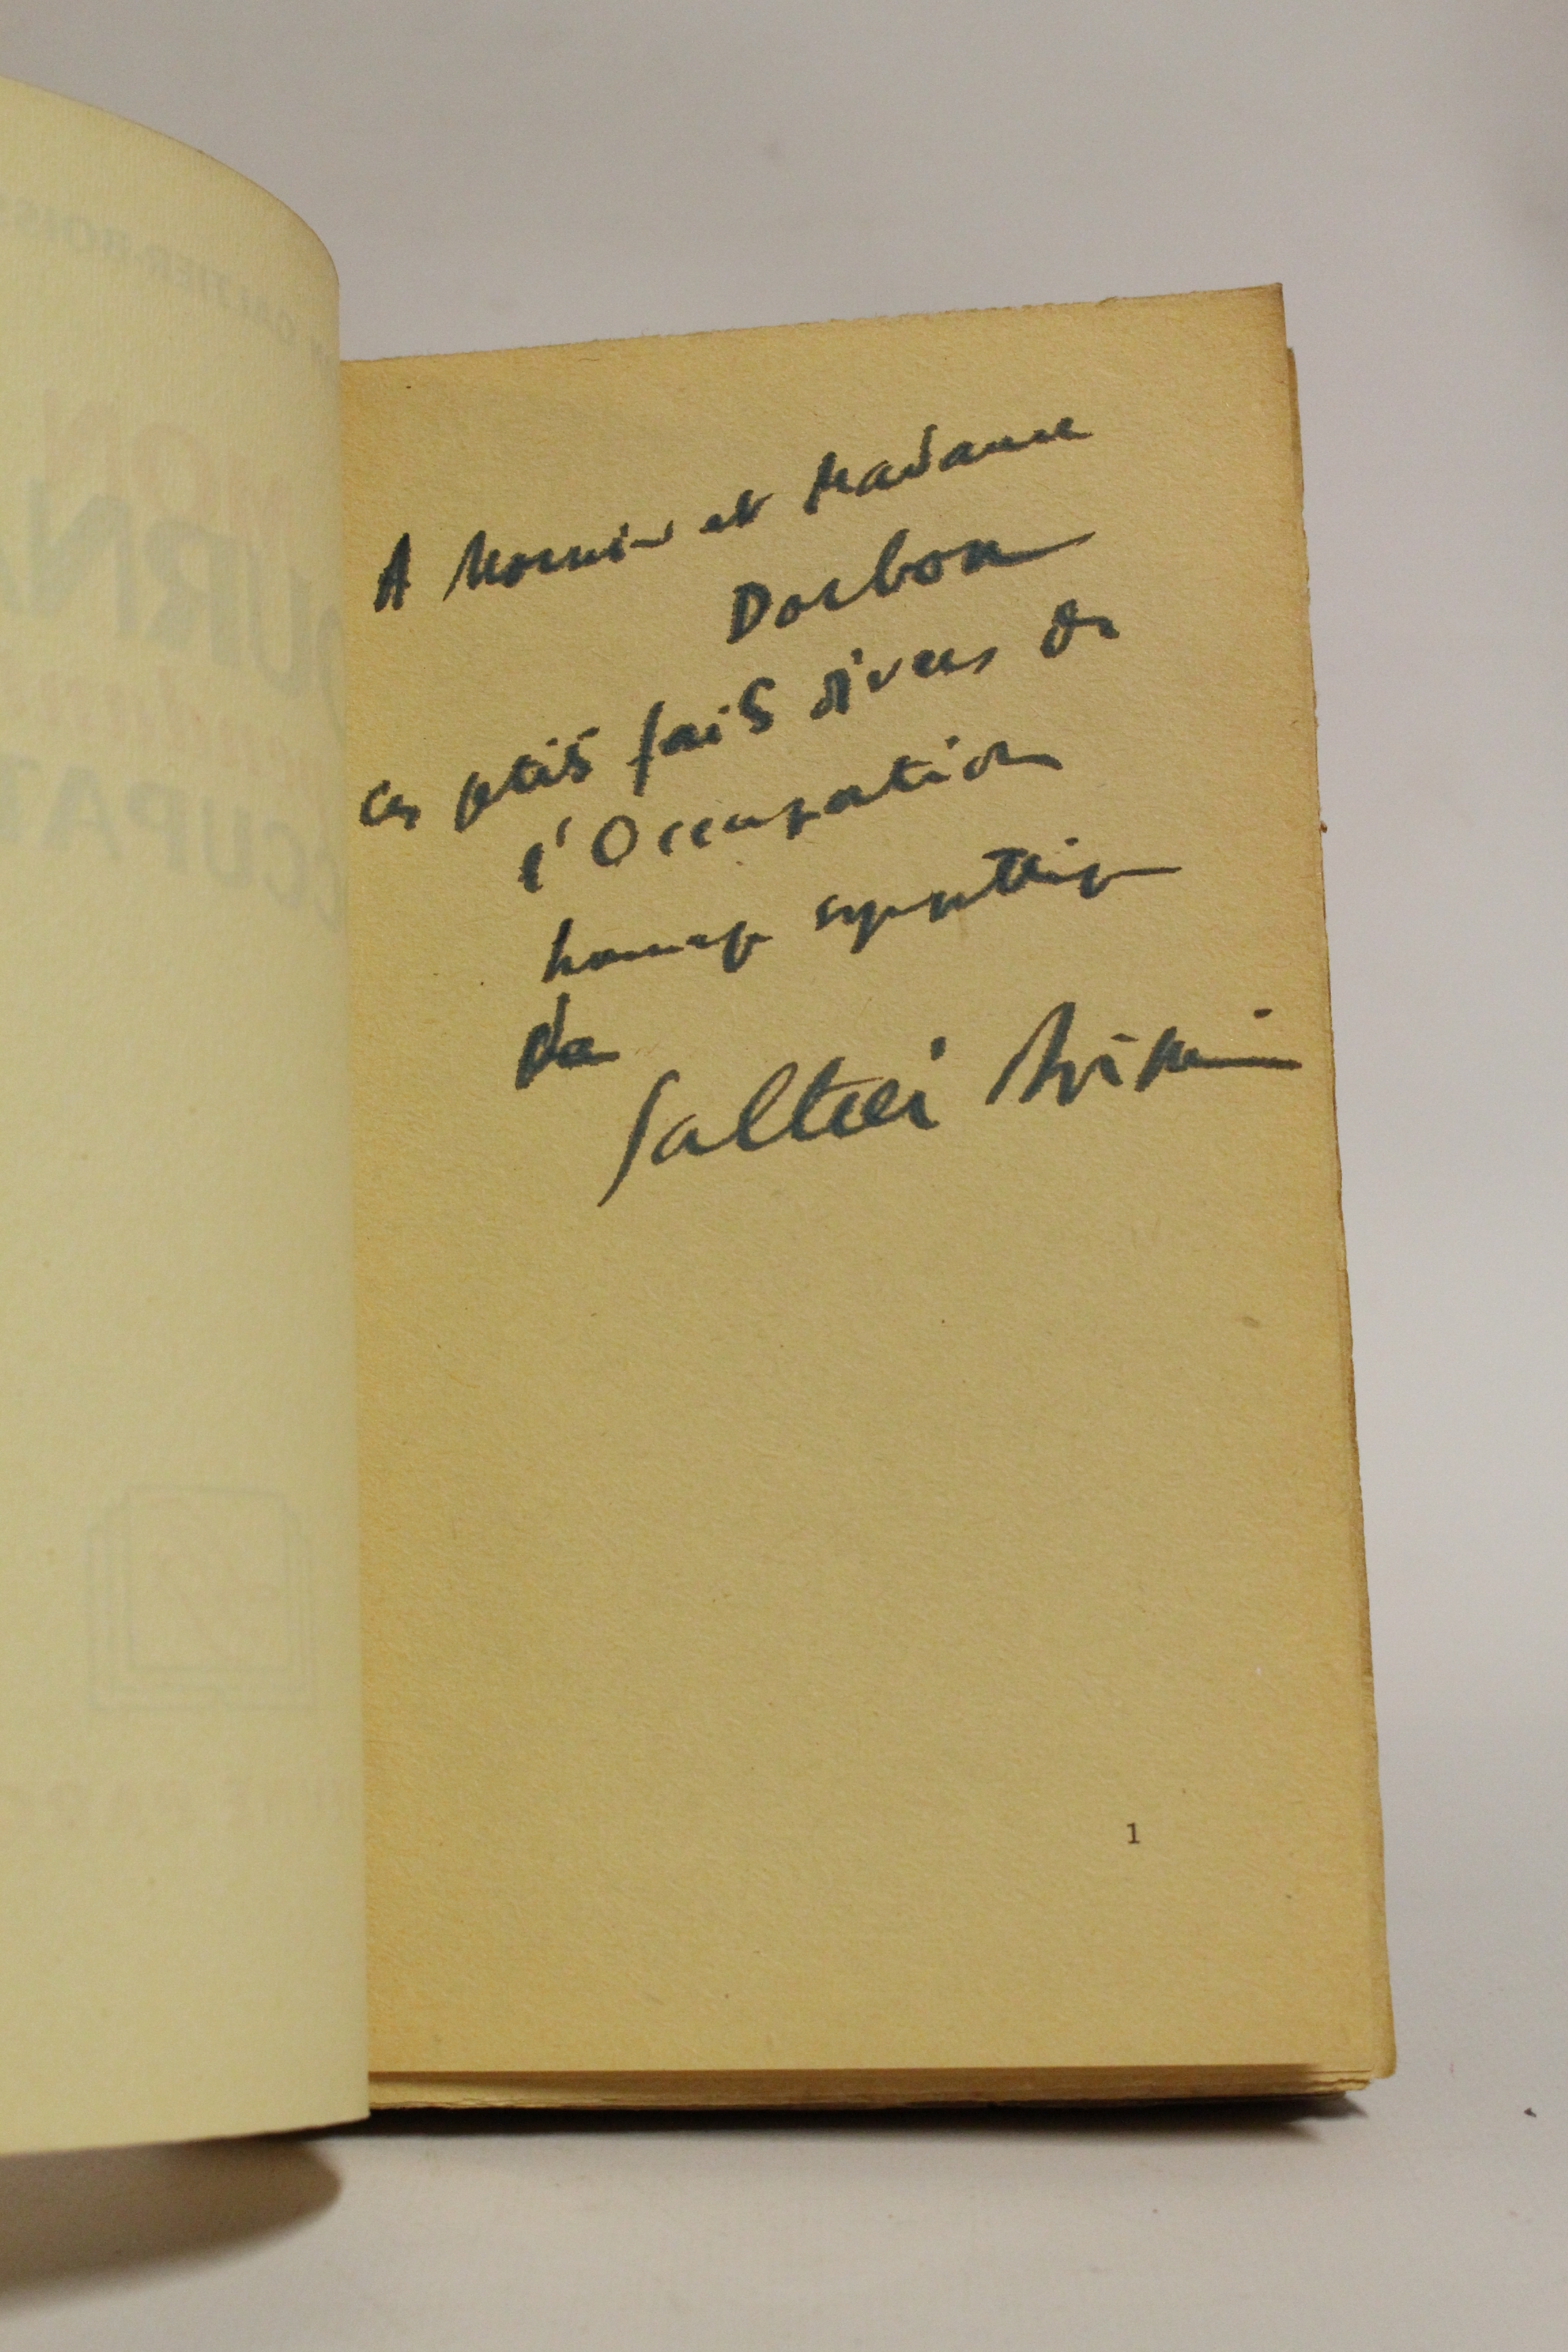 A Monsieur et Madame
Dorbon
ces petits faits divers de
l'Occupation
hommage sympathique
de
Galtier Boissière
1